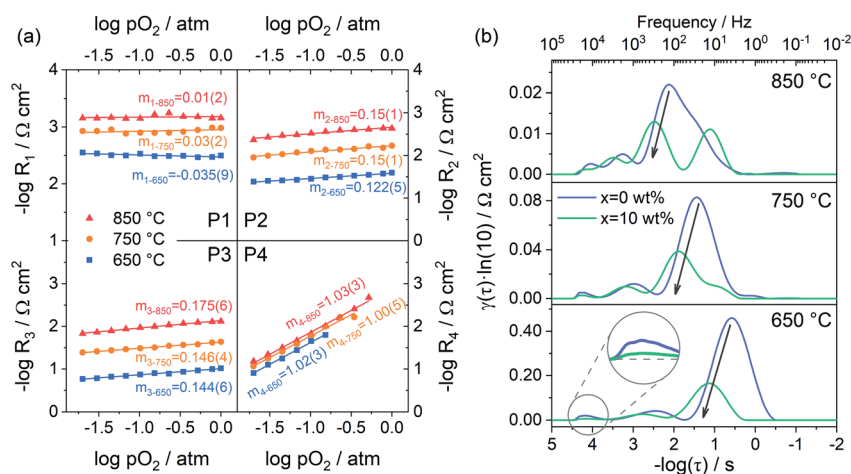 (a)
log pO2 / atm
log pO2 / atm
-1.5 -1.0 -0.5 0.0
-1.5 -1.0 -0.5 0.0
-log R1 / Ω cm2
4
3
2
1
m1-850=0.01(2)
m1-750=0.03(2)
m1-650=-0.035(9)
850 °C
750 °C
650 °C
P1
P2
P3
P4
m2-850=0.15(1)
m2-750=0.15(1)
m2-650=0.122(5)
4
3
2
1
0
-log R2 / Ω cm2
-log R3 / Ω cm2
3
2
1
0
m3-850=0.175(6)
m3-750=0.146(4)
m3-650=0.144(6)
m4-850=1.03(3)
m4-750=1.00(5)
m4-650=1.02(3)
3
2
1
0
-log R4 / Ω cm2
-1.5 -1.0 -0.5 0.0
-1.5 -1.0 -0.5 0.0
log pO2 / atm
log pO2 / atm
(b)
Frequency / Hz
10^5 10^4 10^3 10^2 10^1 10^0 10^-1 10^-2
γ(τ)·ln(10) / Ω cm2
850 °C
0.02
0.01
0.00
750 °C
x=0 wt%
x=10 wt%
0.08
0.04
0.00
650 °C
0.40
0.20
0.00
5 4 3 2 1 0 -1 -2
-log(τ) / s